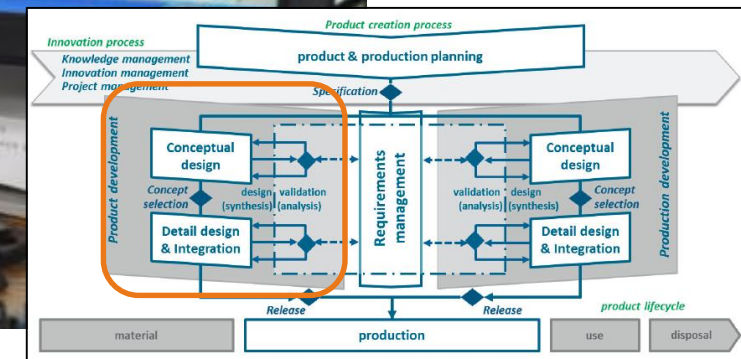 Product creation process
Innovation process
Knowledge management
Innovation management
Project management
product & production planning
Specification
Product development
Conceptual
design
Concept
selection
Detail design
& Integration
design
(synthesis)
validation
(analysis)
Requirements
management
validation
(analysis)
design
(synthesis)
Conceptual
design
Concept
selection
Detail design
& Integration
Production development
Release
Release
product lifecycle
material
production
use
disposal